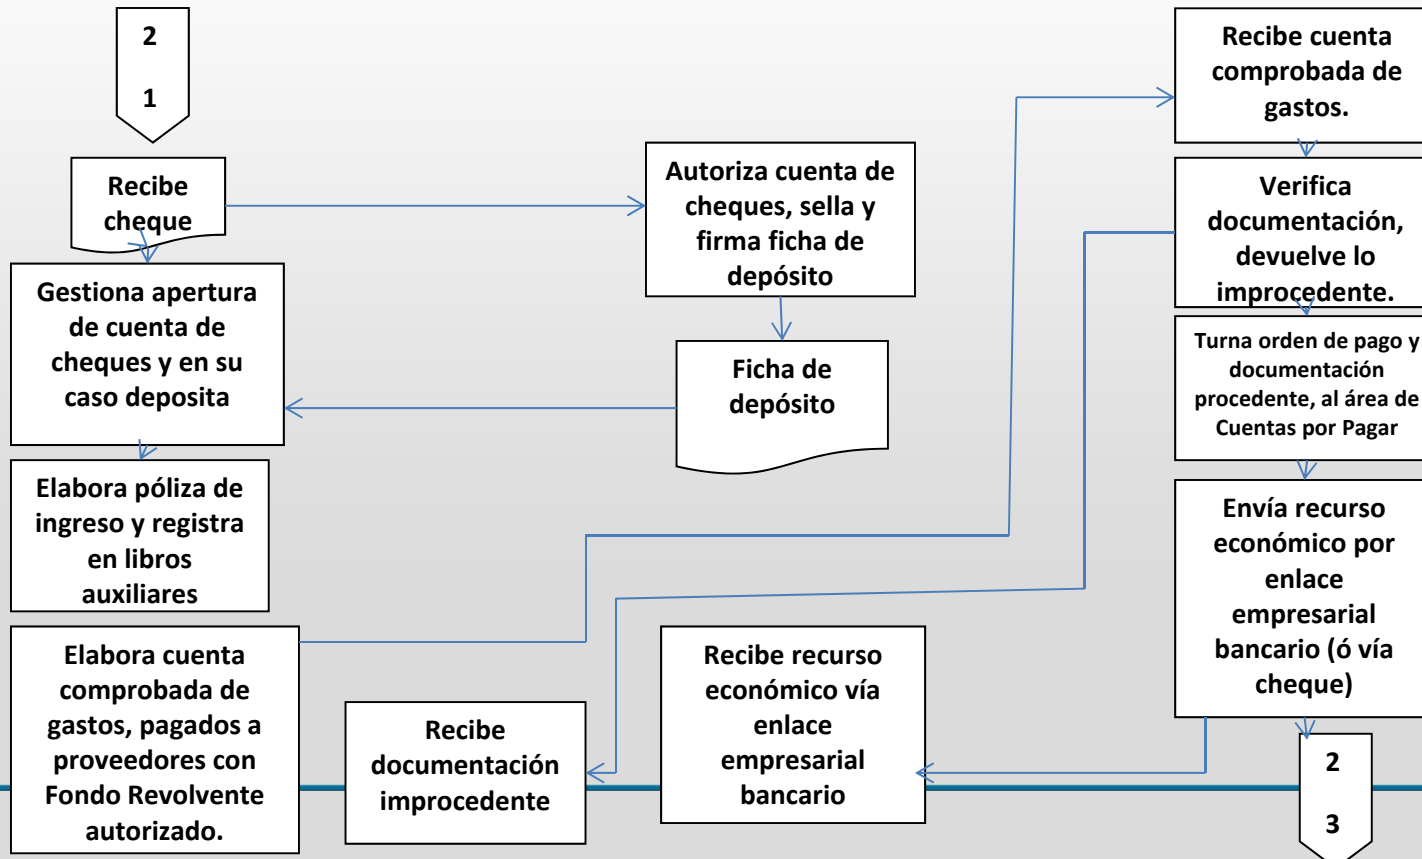 2
1
Recibe
cheque
Gestiona apertura
de cuenta de
cheques y en su
caso deposita
Elabora póliza de
ingreso y registra
en libros
auxiliares
Elabora cuenta
comprobada de
gastos, pagados a
proveedores con
Fondo Revolvente
autorizado.
Autoriza cuenta de
cheques, sella y
firma ficha de
depósito
Ficha de
depósito
Recibe
documentación
improcedente
Recibe recurso
económico vía
enlace
empresarial
bancario
Recibe cuenta
comprobada de
gastos.
Verifica
documentación,
devuelve lo
improcedente.
Turna orden de pago y
documentación
procedente, al área de
Cuentas por Pagar
Envía recurso
económico por
enlace
empresarial
bancario (ó vía
cheque)
2
3